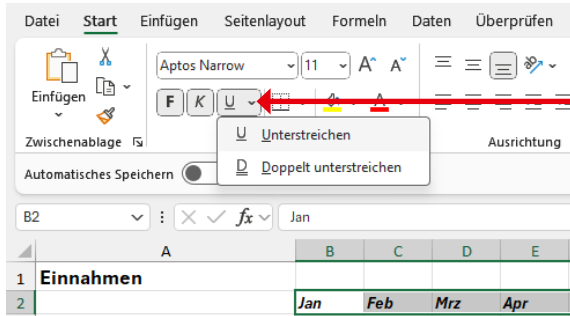 Datei Start Einfügen Seitenlayout Formeln Daten Überprüfen
Aptos Narrow 11 A A
Einfügen F K U A
Zwischenablage Ausrichtung
U Unterstreichen
D Doppelt unterstreichen
Automatisches Speichern
B2 fx Jan
A B C D E
1 Einnahmen
2 Jan Feb Mrz Apr